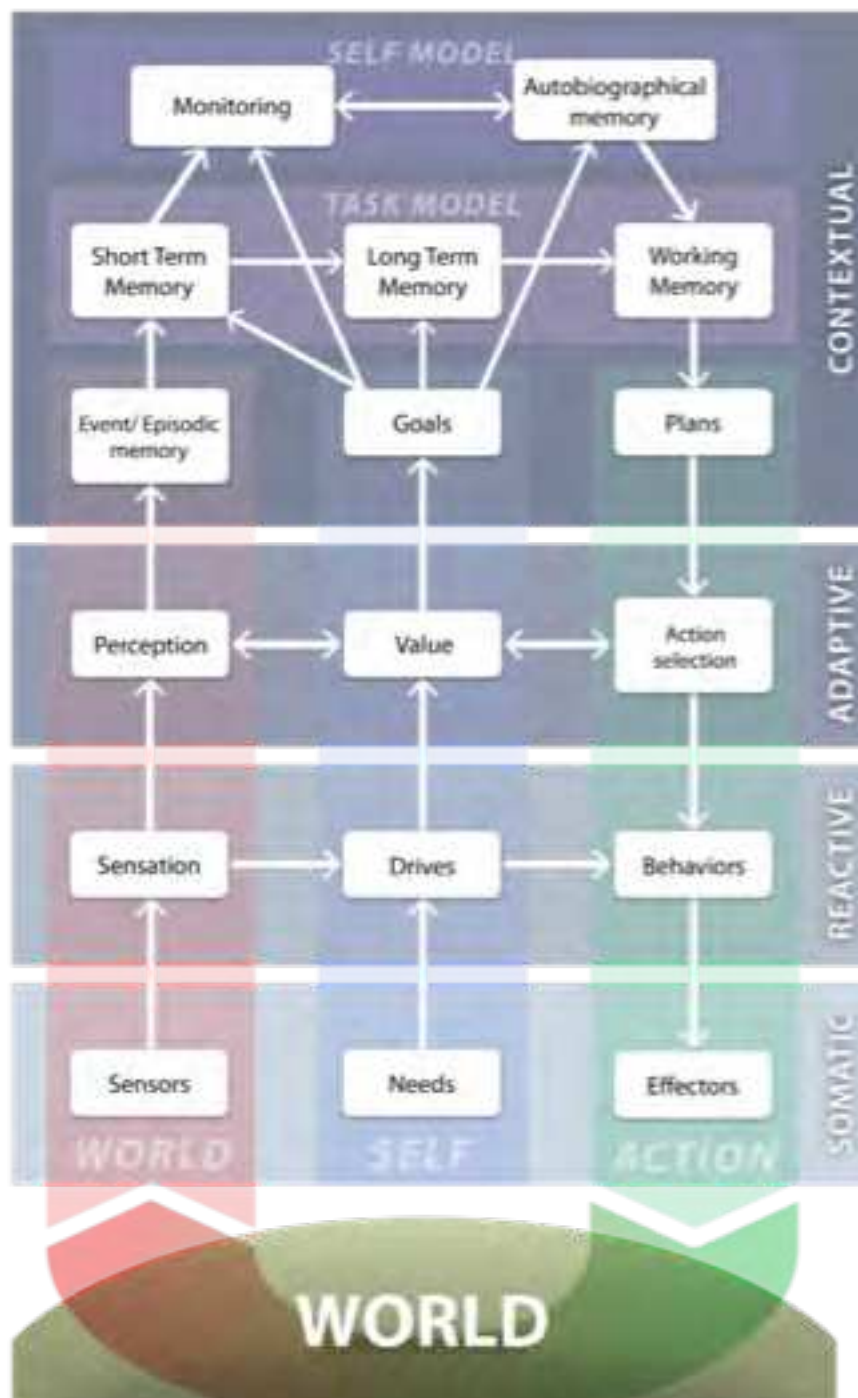 SELF MODEL
Monitoring
Autobiographical
memory
TASK MODEL
Short Term
Memory
Long Term
Memory
Working
Memory
CONTEXTUAL
Event/ Episodic
memory
Goals
Plans
Perception
Value
Action
selection
ADAPTIVE
Sensation
Drives
Behaviors
REACTIVE
Sensors
Needs
Effectors
SOMATIC
WORLD
SELF
ACTION
WORLD